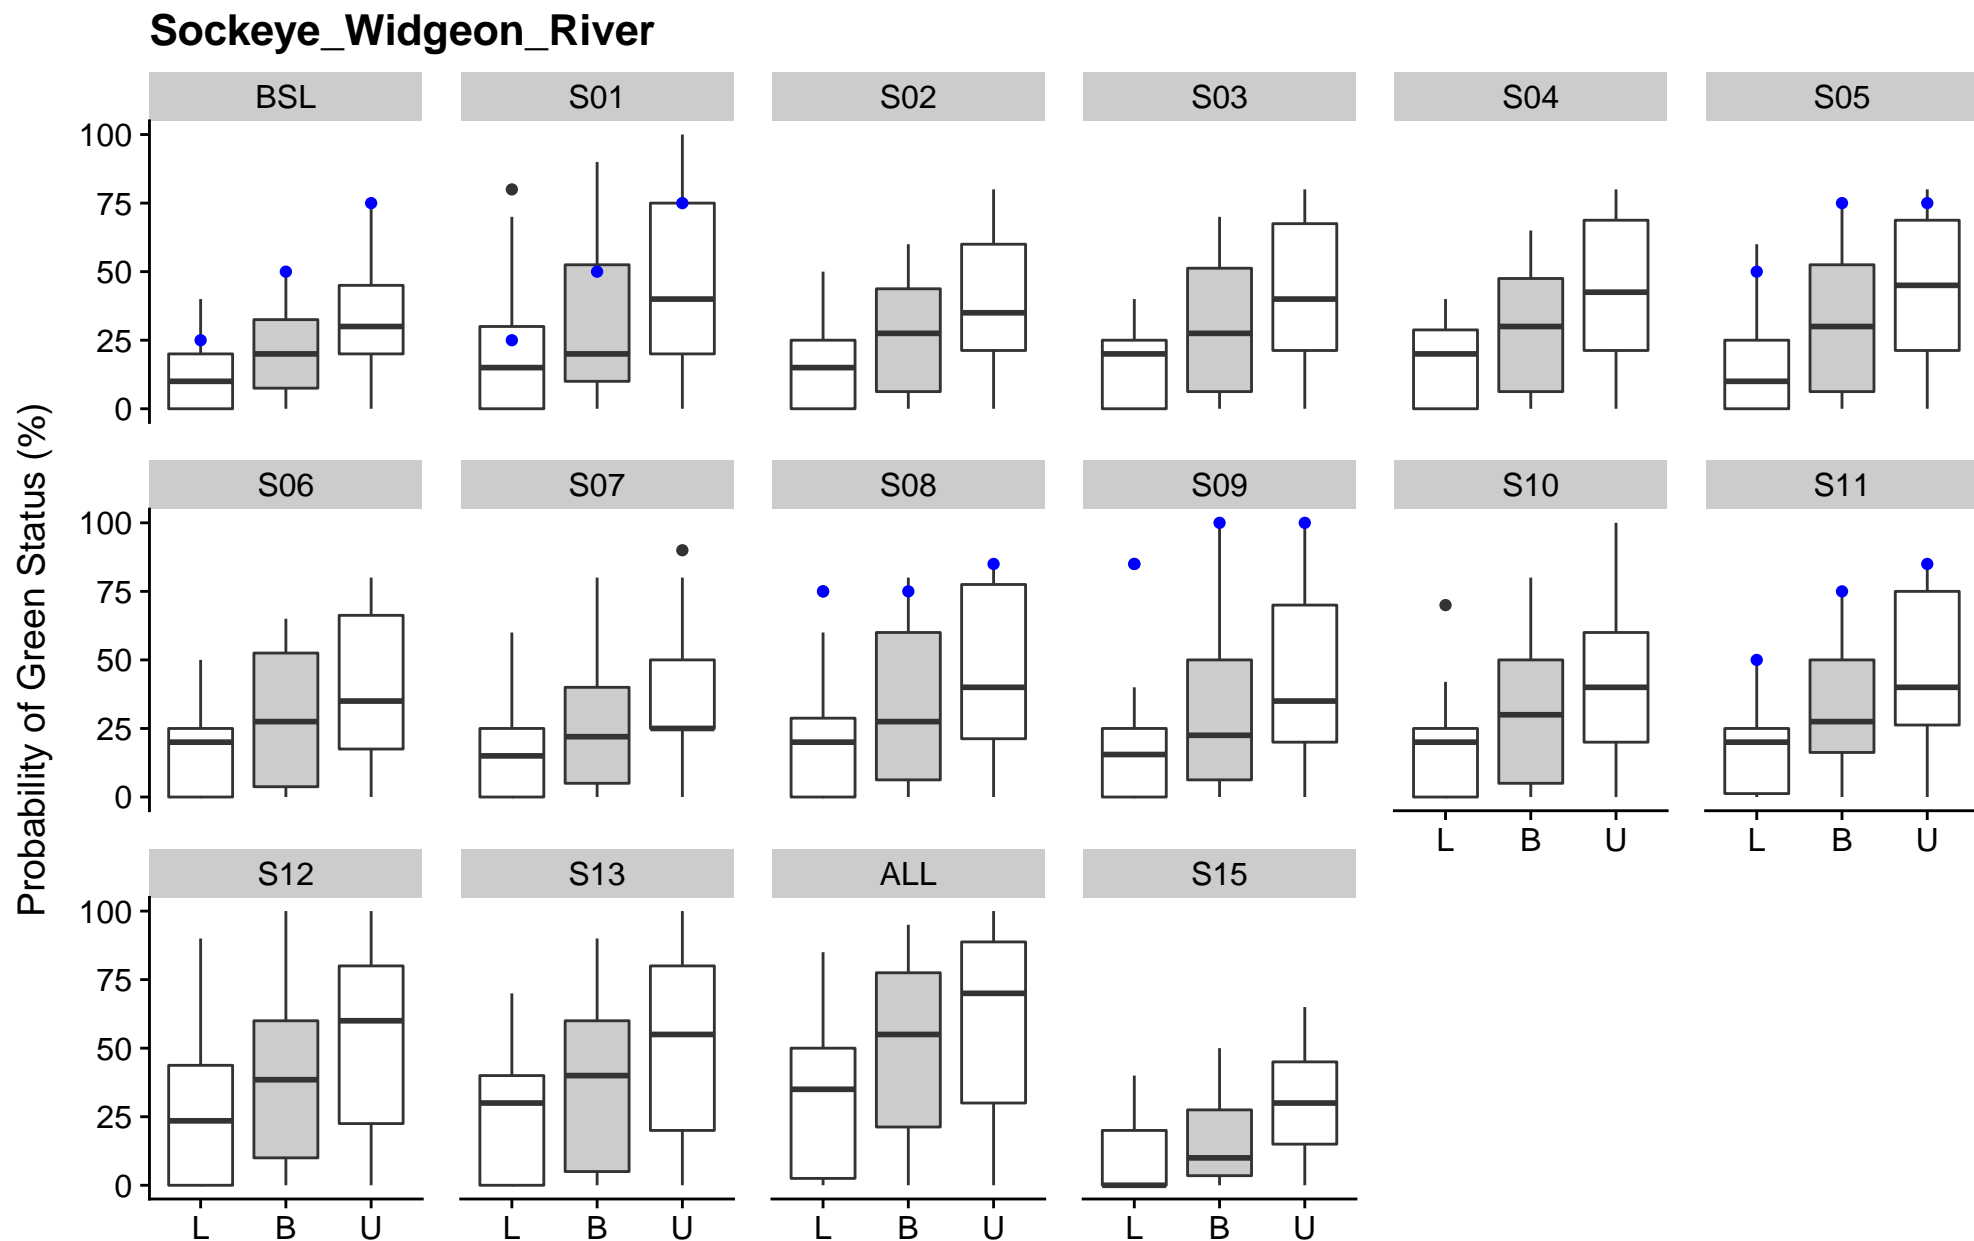 Sockeye_Widgeon_River
BSL S01 S02 S03 S04 S05
100
75
50
25
0
Probability of Green Status (%)
S06 S07 S08 S09 S10 S11
100
75
50
25
0
L B U L B U
S12 S13 ALL S15
100
75
50
25
0
L B U L B U L B U L B U